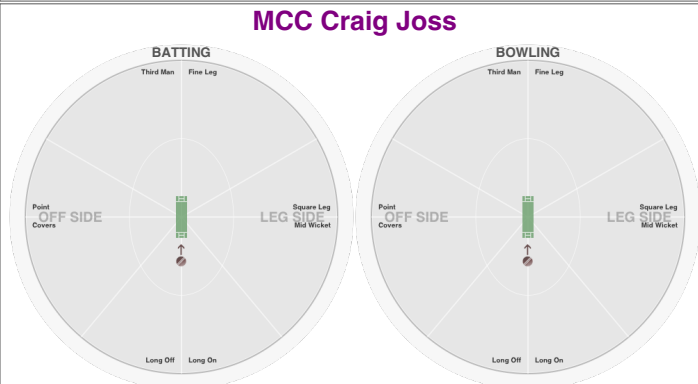 MCC Craig Joss
BATTING
Third Man
Fine Leg
Point
OFF SIDE
Covers
Square Leg
LEG SIDE
Mid Wicket
Long Off
Long On
BOWLING
Third Man
Fine Leg
Point
OFF SIDE
Covers
Square Leg
LEG SIDE
Mid Wicket
Long Off
Long On